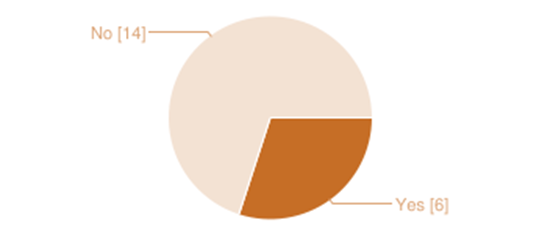 No [14]
Yes [6]